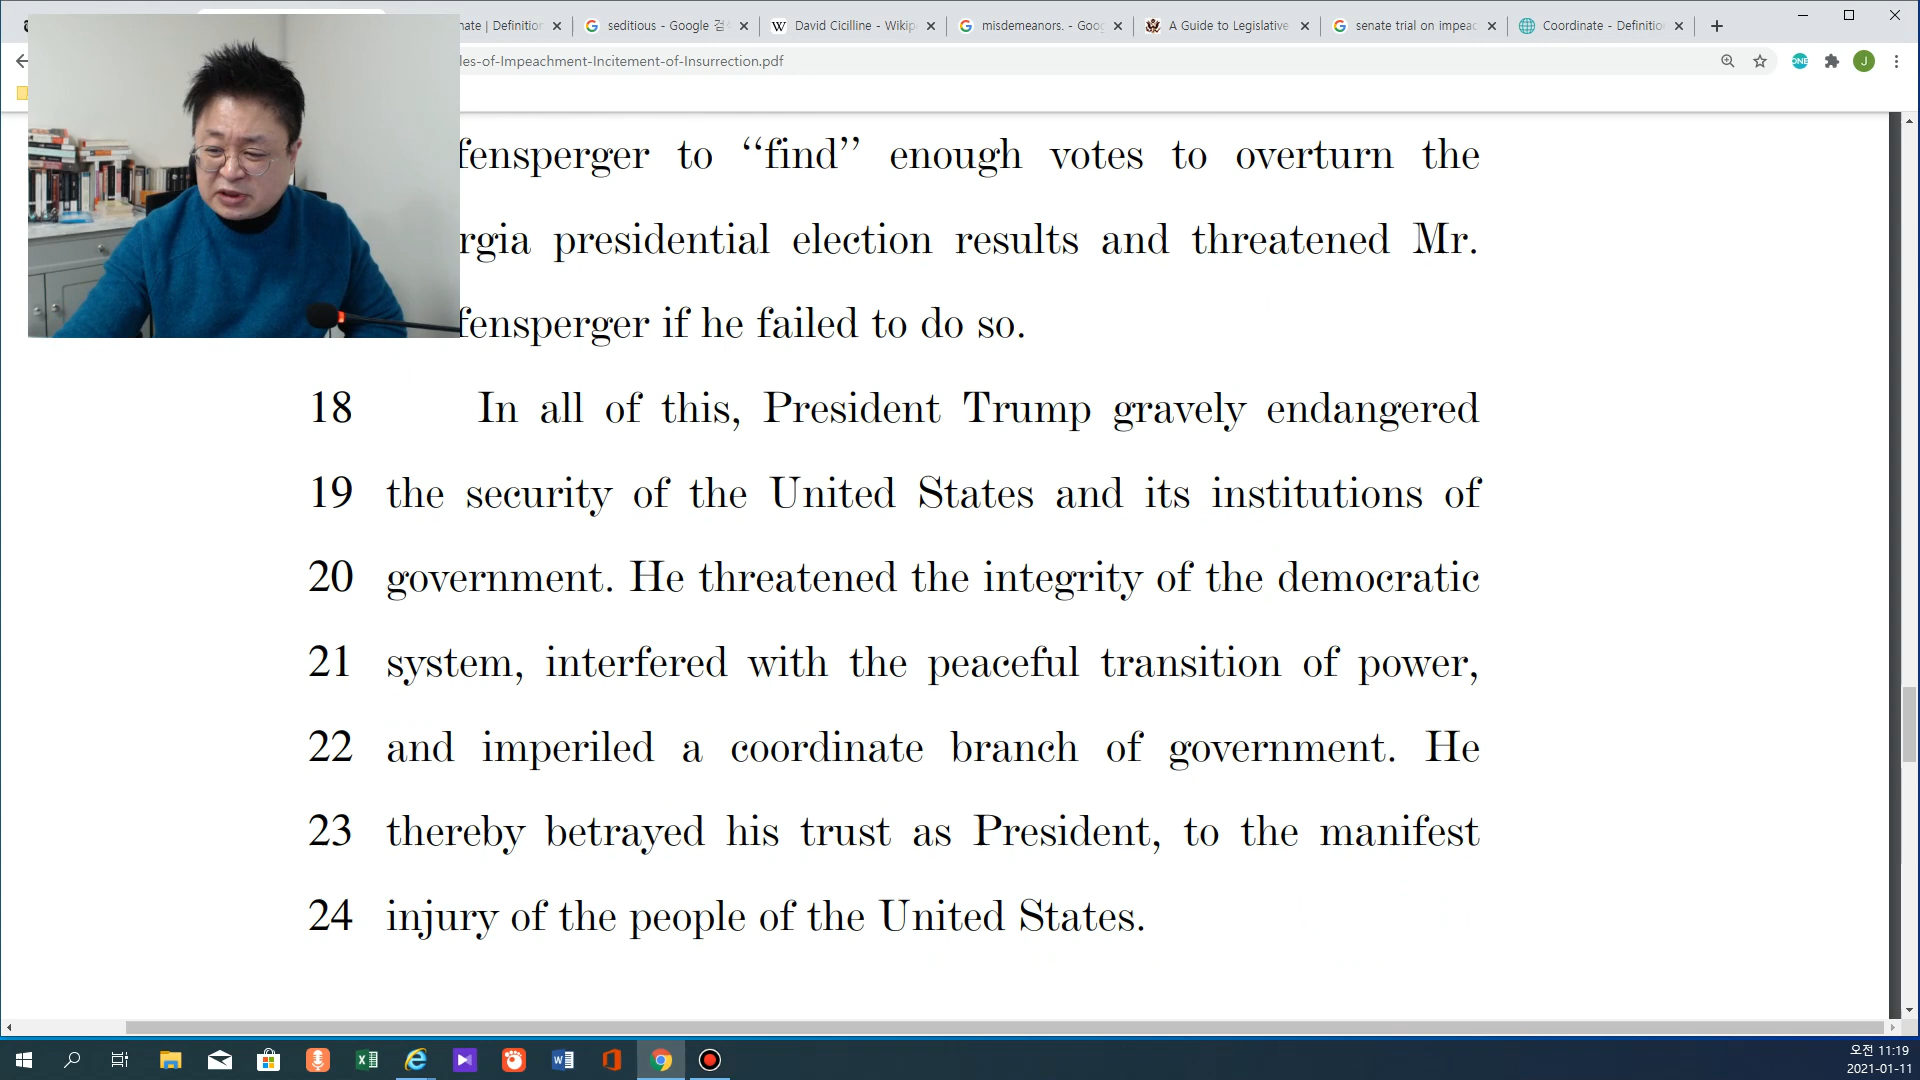 nate | Definition
seditious - Google 검색
David Cicilline - Wikip
misdemeanors. - Goog
A Guide to Legislative
senate trial on impeac
Coordinate - Definitio
les-of-Impeachment-Incitement-of-Insurrection.pdf
ONE
J
fensperger to ‘‘find’’ enough votes to overturn the
rgia presidential election results and threatened Mr.
fensperger if he failed to do so.
18 In all of this, President Trump gravely endangered
19 the security of the United States and its institutions of
20 government. He threatened the integrity of the democratic
21 system, interfered with the peaceful transition of power,
22 and imperiled a coordinate branch of government. He
23 thereby betrayed his trust as President, to the manifest
24 injury of the people of the United States.
오전 11:19
2021-01-11